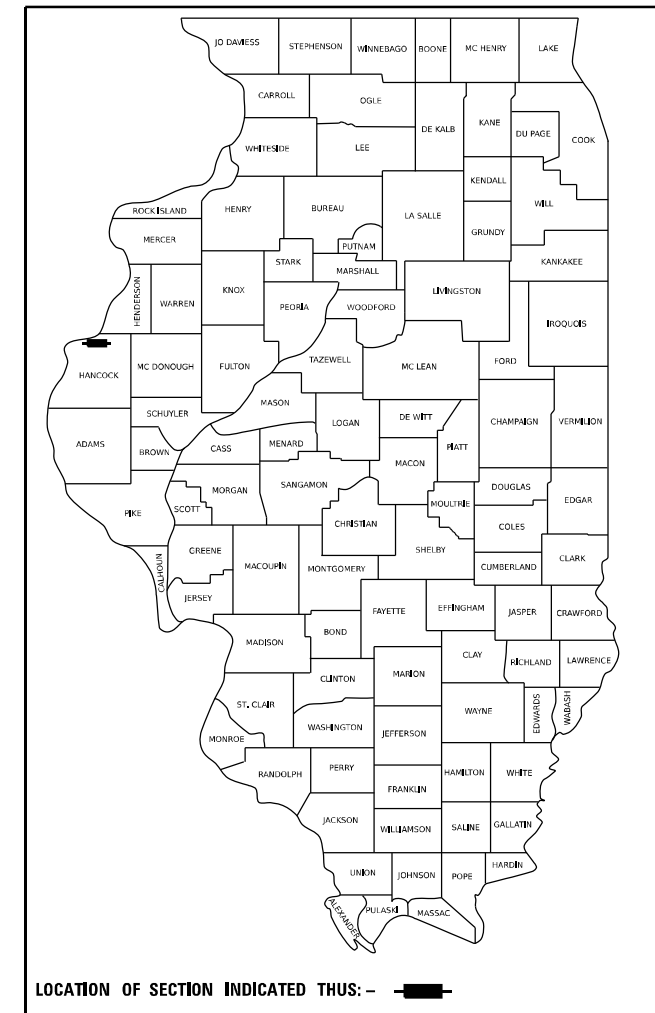 JO DAVIESS
STEPHENSON
WINNEBAGO
BOONE
MC HENRY
LAKE
CARROLL
OGLE
DE KALB
KANE
DU PAGE
COOK
WHITESIDE
LEE
KENDALL
WILL
ROCK ISLAND
HENRY
BUREAU
LA SALLE
GRUNDY
MERCER
PUTNAM
STARK
MARSHALL
KANKAKEE
HENDERSON
WARREN
KNOX
PEORIA
WOODFORD
LIVINGSTON
IROQUOIS
HANCOCK
MC DONOUGH
FULTON
TAZEWELL
MC LEAN
FORD
SCHUYLER
MASON
LOGAN
DE WITT
CHAMPAIGN
VERMILION
ADAMS
BROWN
CASS
MENARD
PIATT
MACON
MORGAN
SANGAMON
DOUGLAS
EDGAR
PIKE
SCOTT
CHRISTIAN
MOULTRIE
COLES
CALHOUN
GREENE
MACOUPIN
MONTGOMERY
SHELBY
CUMBERLAND
CLARK
JERSEY
FAYETTE
EFFINGHAM
JASPER
CRAWFORD
MADISON
BOND
CLAY
RICHLAND
LAWRENCE
CLINTON
MARION
ST. CLAIR
WAYNE
EDWARDS
WABASH
WASHINGTON
JEFFERSON
MONROE
RANDOLPH
PERRY
HAMILTON
WHITE
FRANKLIN
JACKSON
WILLIAMSON
SALINE
GALLATIN
UNION
JOHNSON
POPE
HARDIN
ALEXANDER
PULASKI
MASSAC
LOCATION OF SECTION INDICATED THUS: –